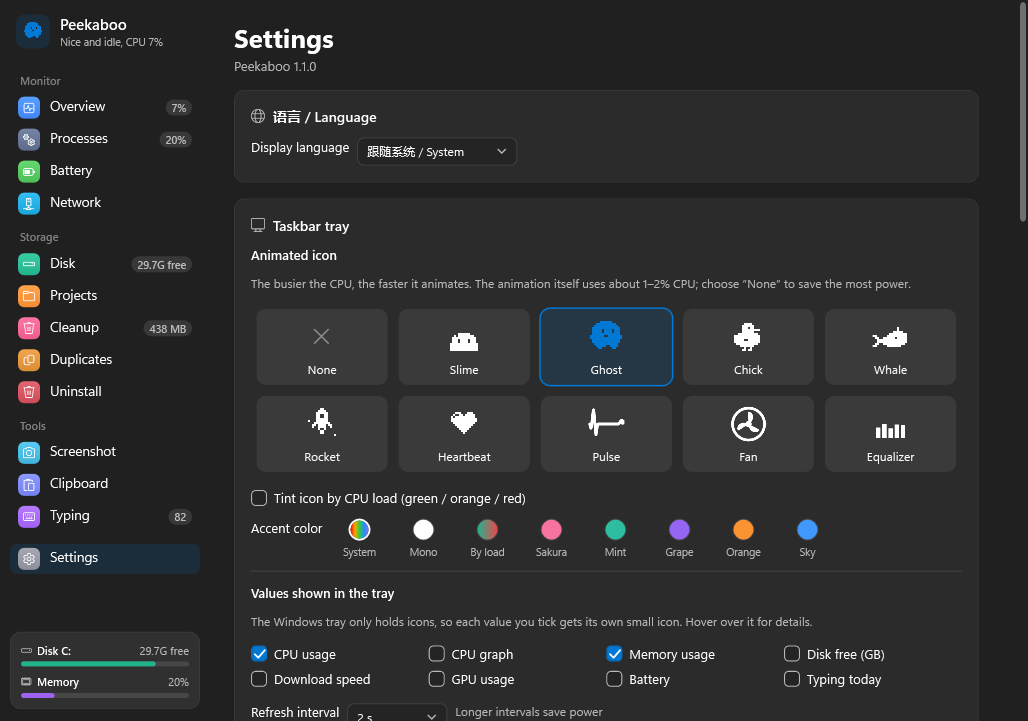 Peekaboo
Nice and idle, CPU 7%
Monitor
Overview 7%
Processes 20%
Battery
Network
Storage
Disk 29.7G free
Projects
Cleanup 438 MB
Duplicates
Uninstall
Tools
Screenshot
Clipboard
Typing 82
Settings
Disk C: 29.7G free
Memory 20%
Settings
Peekaboo 1.1.0
语言 / Language
Display language 跟随系统 / System
Taskbar tray
Animated icon
The busier the CPU, the faster it animates. The animation itself uses about 1–2% CPU; choose “None” to save the most power.
None Slime Ghost Chick Whale
Rocket Heartbeat Pulse Fan Equalizer
Tint icon by CPU load (green / orange / red)
Accent color
System Mono By load Sakura Mint Grape Orange Sky
Values shown in the tray
The Windows tray only holds icons, so each value you tick gets its own small icon. Hover over it for details.
CPU usage CPU graph Memory usage Disk free (GB)
Download speed GPU usage Battery Typing today
Refresh interval 2 s Longer intervals save power